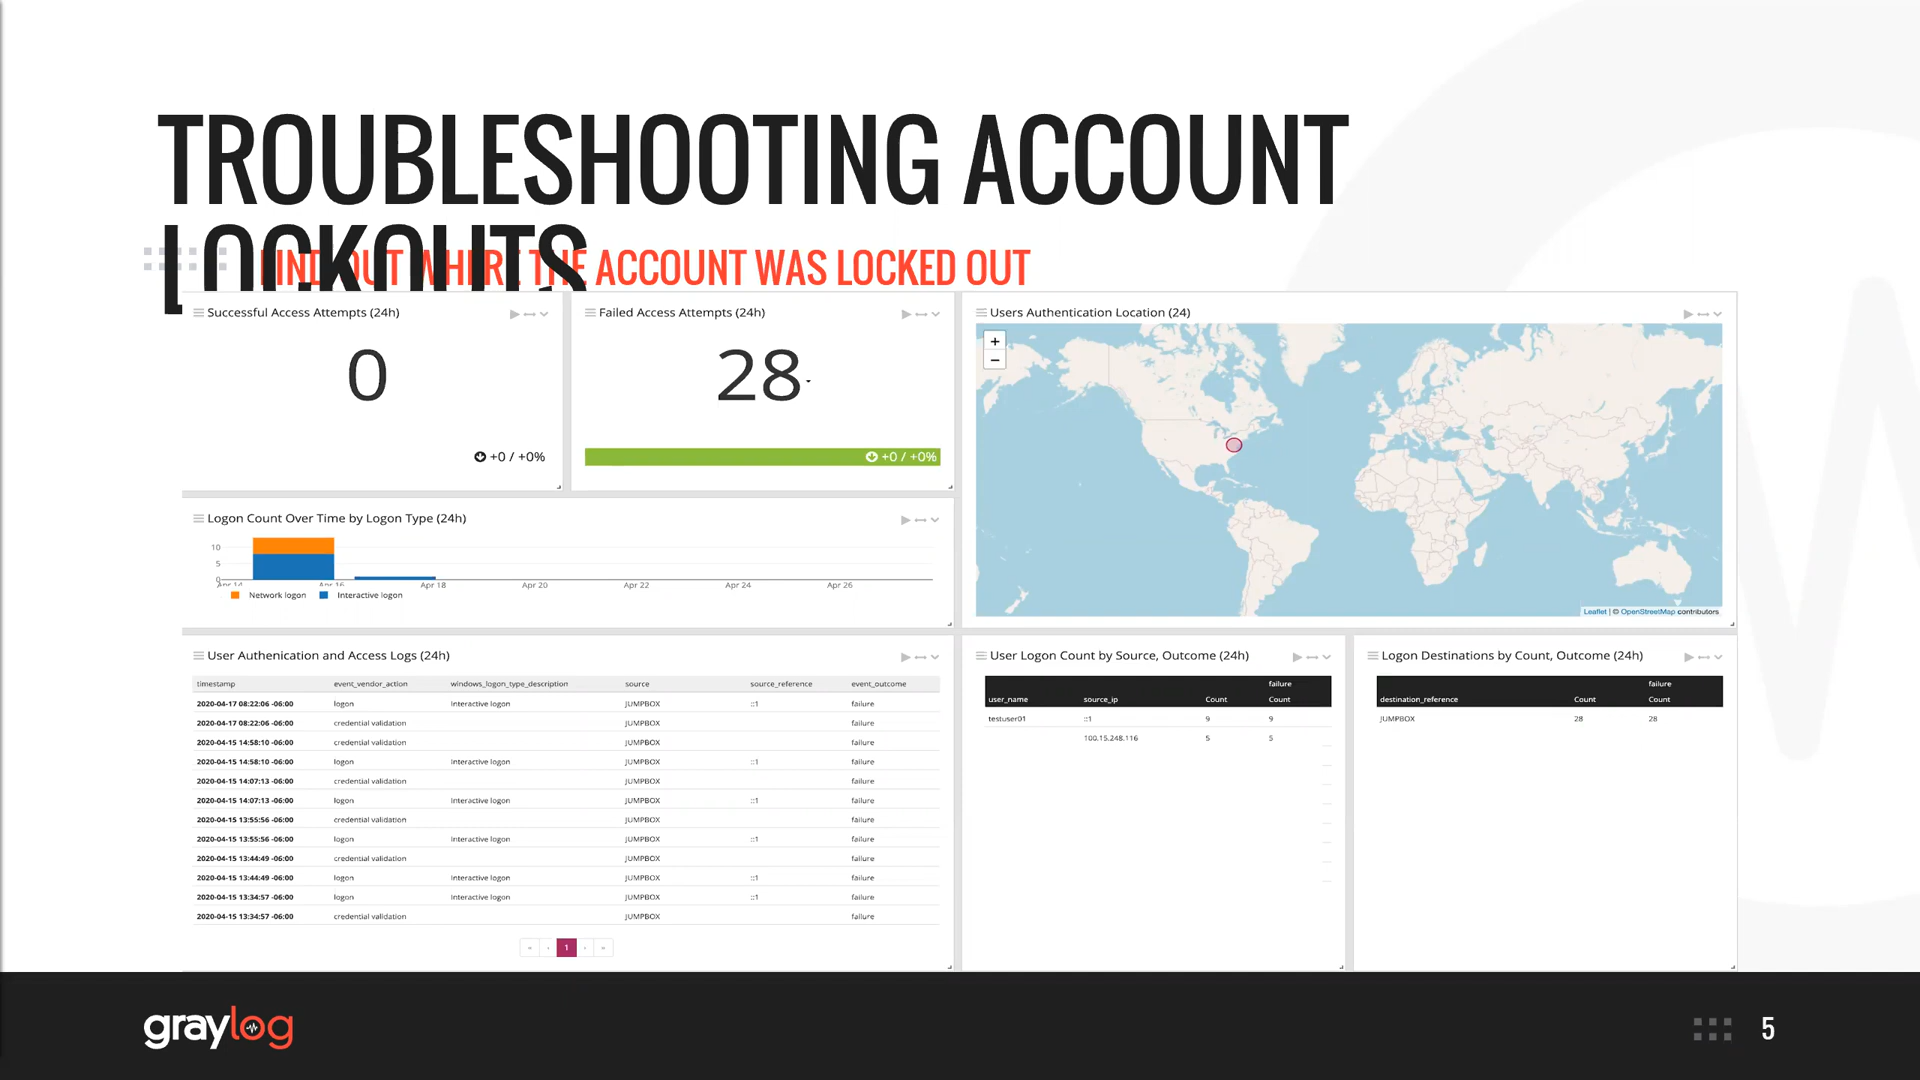 TROUBLESHOOTING ACCOUNT
LOCKOUTS
FIND OUT WHERE THE ACCOUNT WAS LOCKED OUT
Successful Access Attempts (24h)
0
+0 / +0%
Failed Access Attempts (24h)
28
+0 / +0%
Users Authentication Location (24)
+
−
Leaflet | © OpenStreetMap contributors
Logon Count Over Time by Logon Type (24h)
10
5
0
Apr 14 Apr 16 Apr 18 Apr 20 Apr 22 Apr 24 Apr 26
Network logon Interactive logon
User Authenication and Access Logs (24h)
timestamp event_vendor_action windows_logon_type_description source source_reference event_outcome
2020-04-17 08:22:06 -06:00 logon Interactive logon JUMPBOX ::1 failure
2020-04-17 08:22:06 -06:00 credential validation JUMPBOX failure
2020-04-15 14:58:10 -06:00 credential validation JUMPBOX failure
2020-04-15 14:58:10 -06:00 logon Interactive logon JUMPBOX ::1 failure
2020-04-15 14:07:13 -06:00 credential validation JUMPBOX failure
2020-04-15 14:07:13 -06:00 logon Interactive logon JUMPBOX ::1 failure
2020-04-15 13:55:56 -06:00 credential validation JUMPBOX failure
2020-04-15 13:55:56 -06:00 logon Interactive logon JUMPBOX ::1 failure
2020-04-15 13:44:49 -06:00 credential validation JUMPBOX failure
2020-04-15 13:44:49 -06:00 logon Interactive logon JUMPBOX ::1 failure
2020-04-15 13:34:57 -06:00 logon Interactive logon JUMPBOX ::1 failure
2020-04-15 13:34:57 -06:00 credential validation JUMPBOX failure
« ‹ 1 › »
User Logon Count by Source, Outcome (24h)
failure
user_name source_ip Count Count
testuser01 ::1 9 9
100.15.248.116 5 5
Logon Destinations by Count, Outcome (24h)
failure
destination_reference Count Count
JUMPBOX 28 28
graylog
5